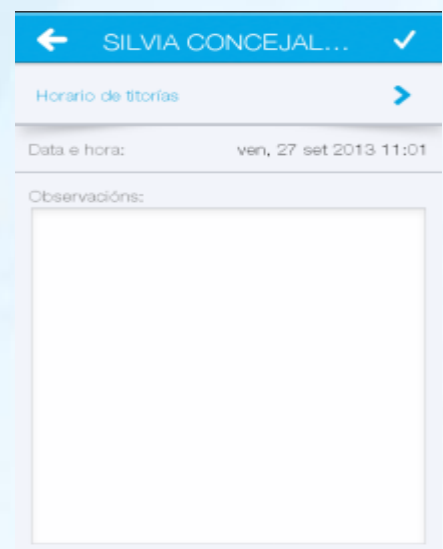 SILVIA CONCEJAL...
Horario de titorías
Data e hora: ven, 27 set 2013 11:01
Observacións: